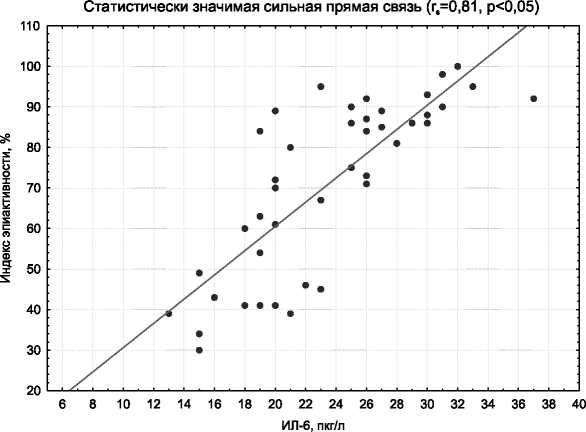 Статистически значимая сильная прямая связь (rs=0,81, p<0,05)
110
100
90
80
70
60
50
40
30
20
Индекс эпиактивности, %
6 8 10 12 14 16 18 20 22 24 26 28 30 32 34 36 38 40
ИЛ-6, пкг/л